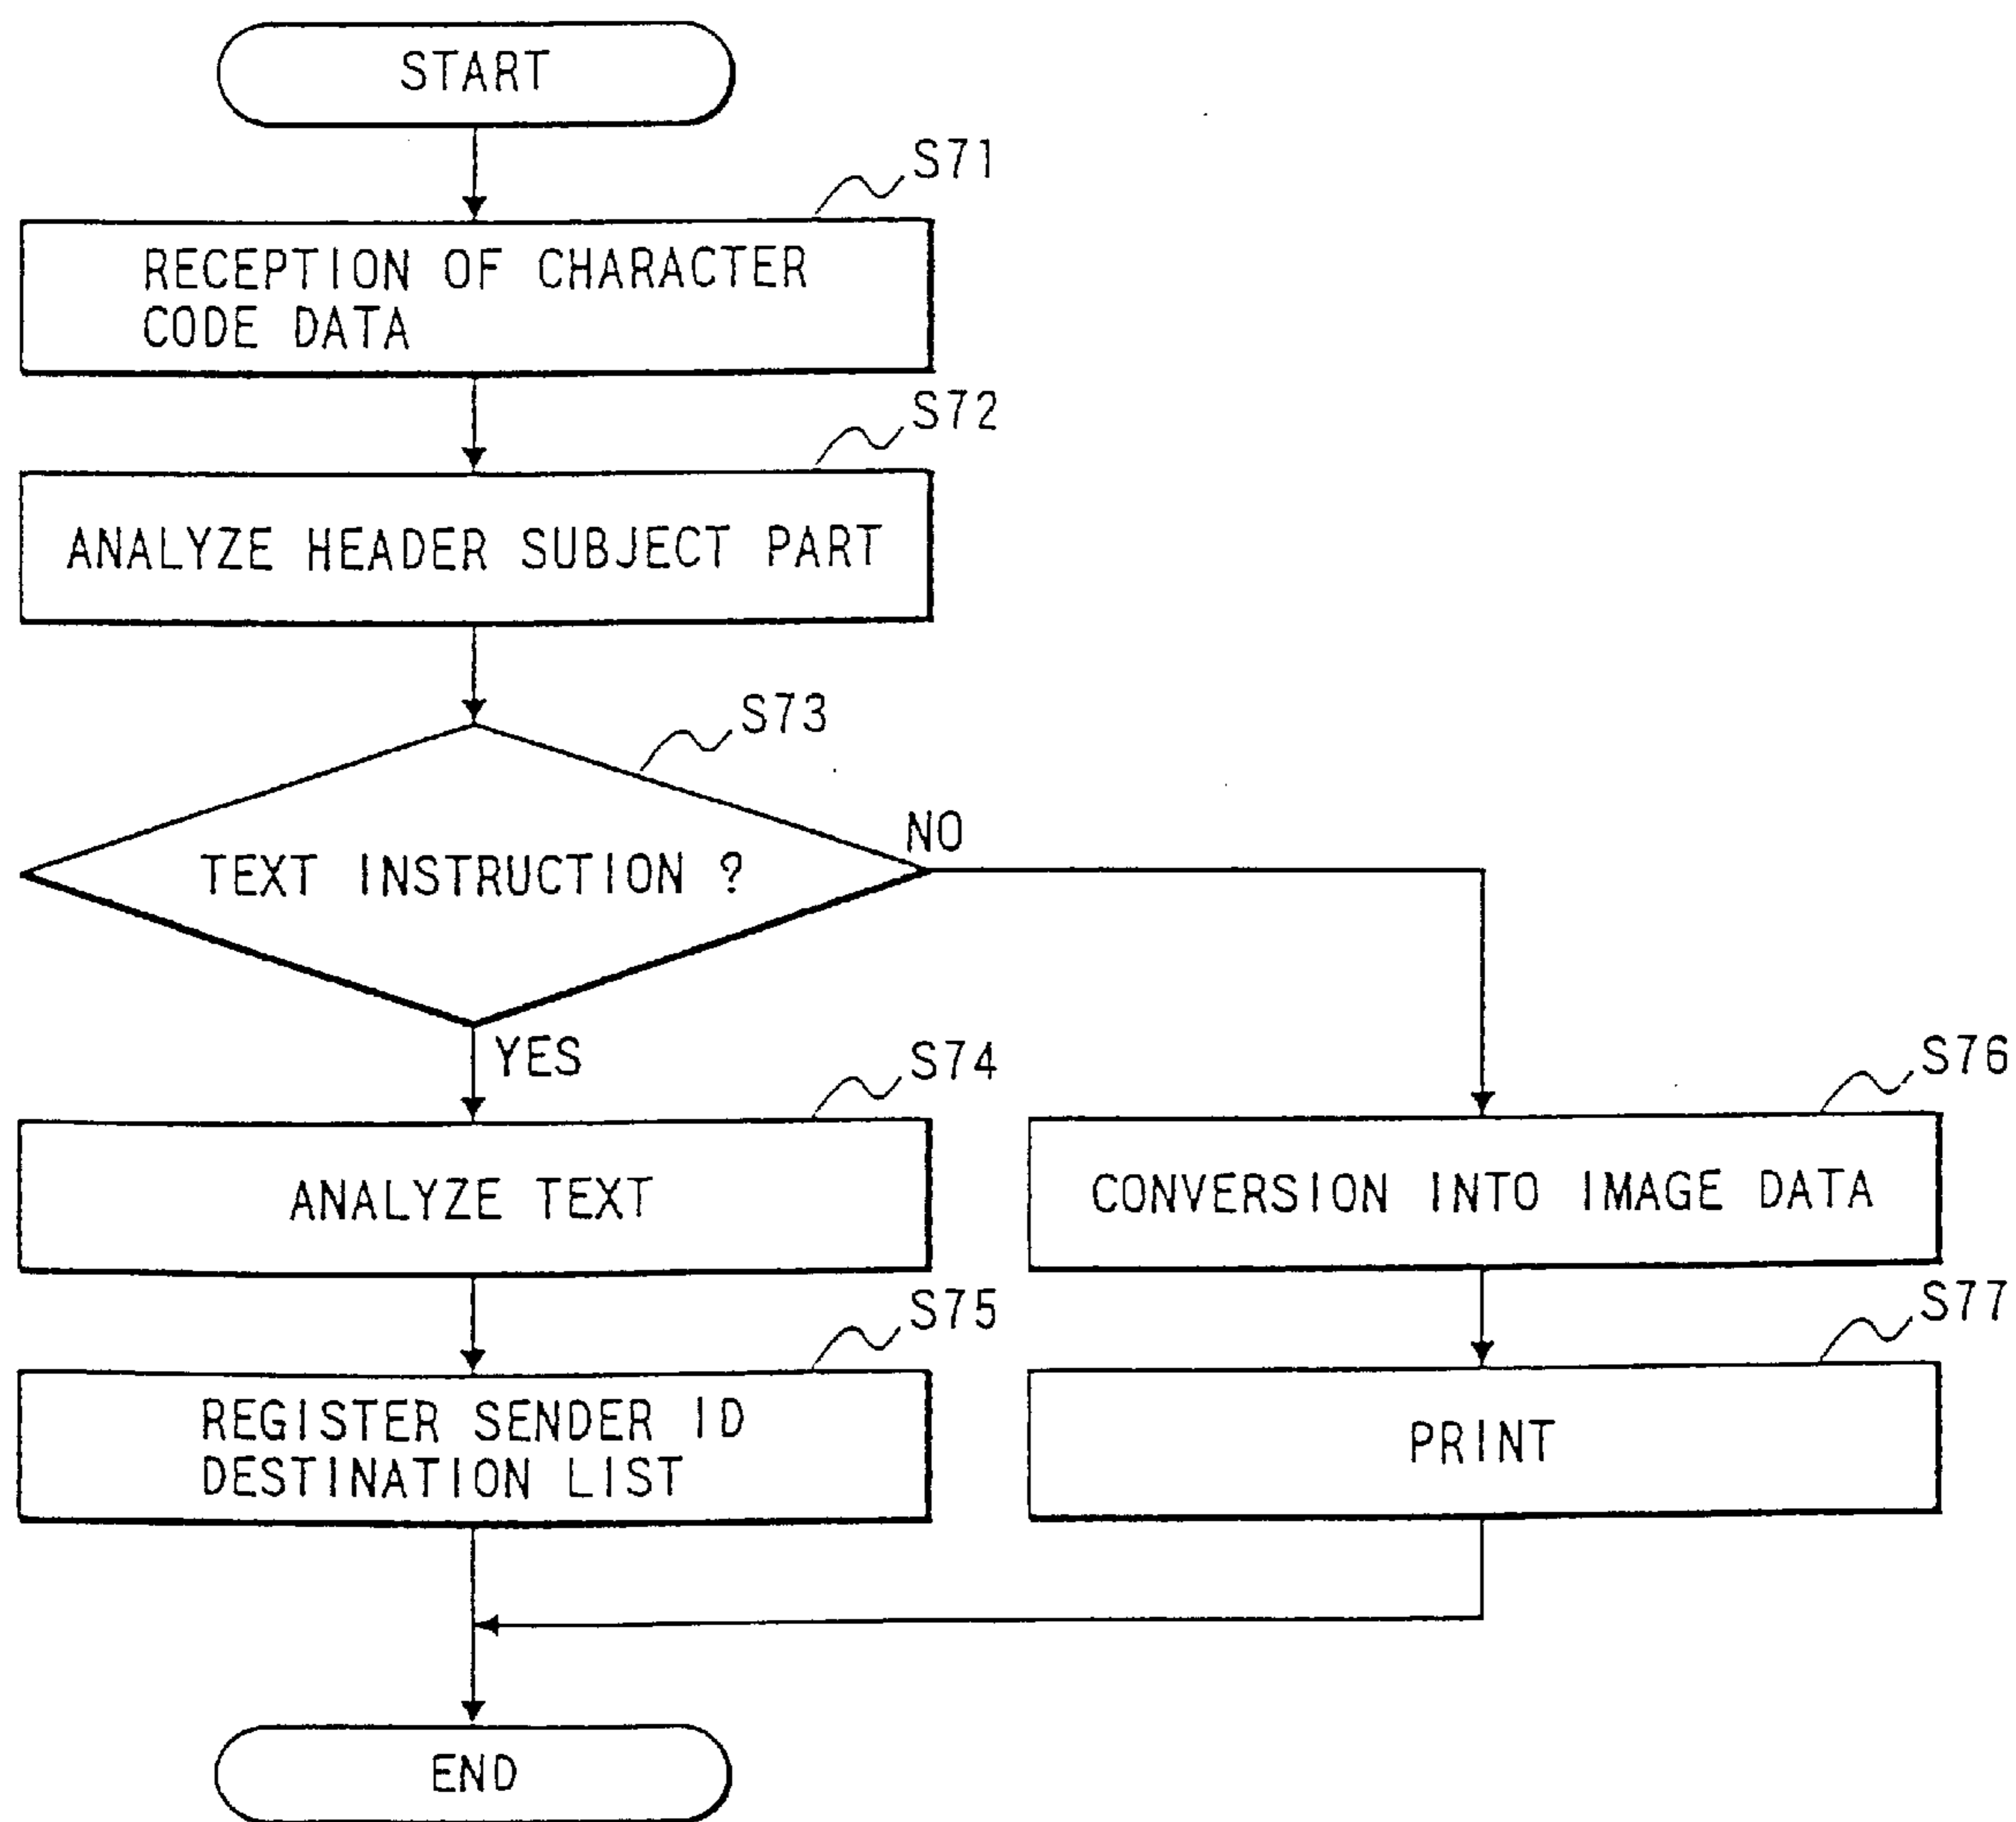 START
S71
RECEPTION OF CHARACTER
CODE DATA
S72
ANALYZE HEADER SUBJECT PART
S73
TEXT INSTRUCTION ?
NO
YES
S74
ANALYZE TEXT
S76
CONVERSION INTO IMAGE DATA
S75
REGISTER SENDER ID
DESTINATION LIST
S77
PRINT
END